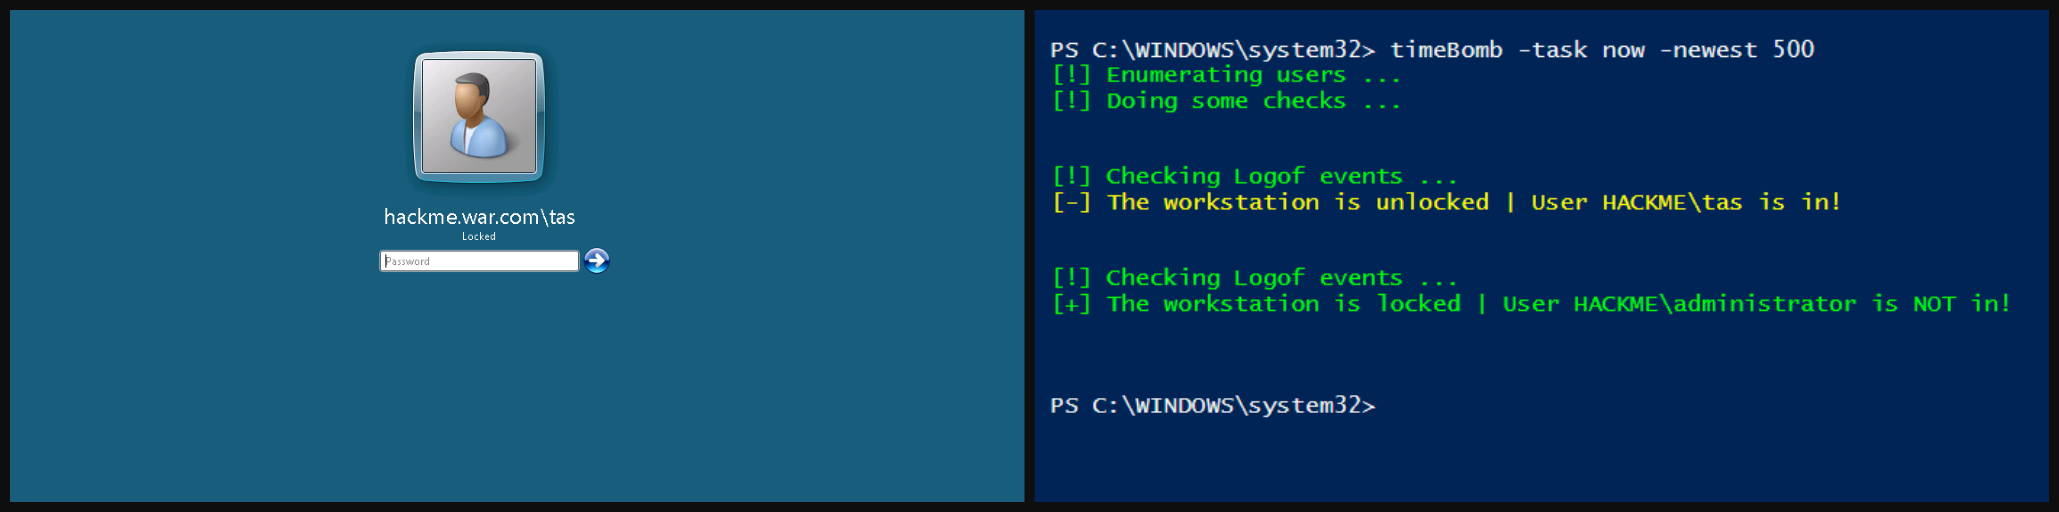 hackme.war.com\tas
Locked
Password
PS C:\WINDOWS\system32> timeBomb -task now -newest 500
[!] Enumerating users ...
[!] Doing some checks ...
[!] Checking Logof events ...
[-] The workstation is unlocked | User HACKME\tas is in!
[!] Checking Logof events ...
[+] The workstation is locked | User HACKME\administrator is NOT in!
PS C:\WINDOWS\system32>